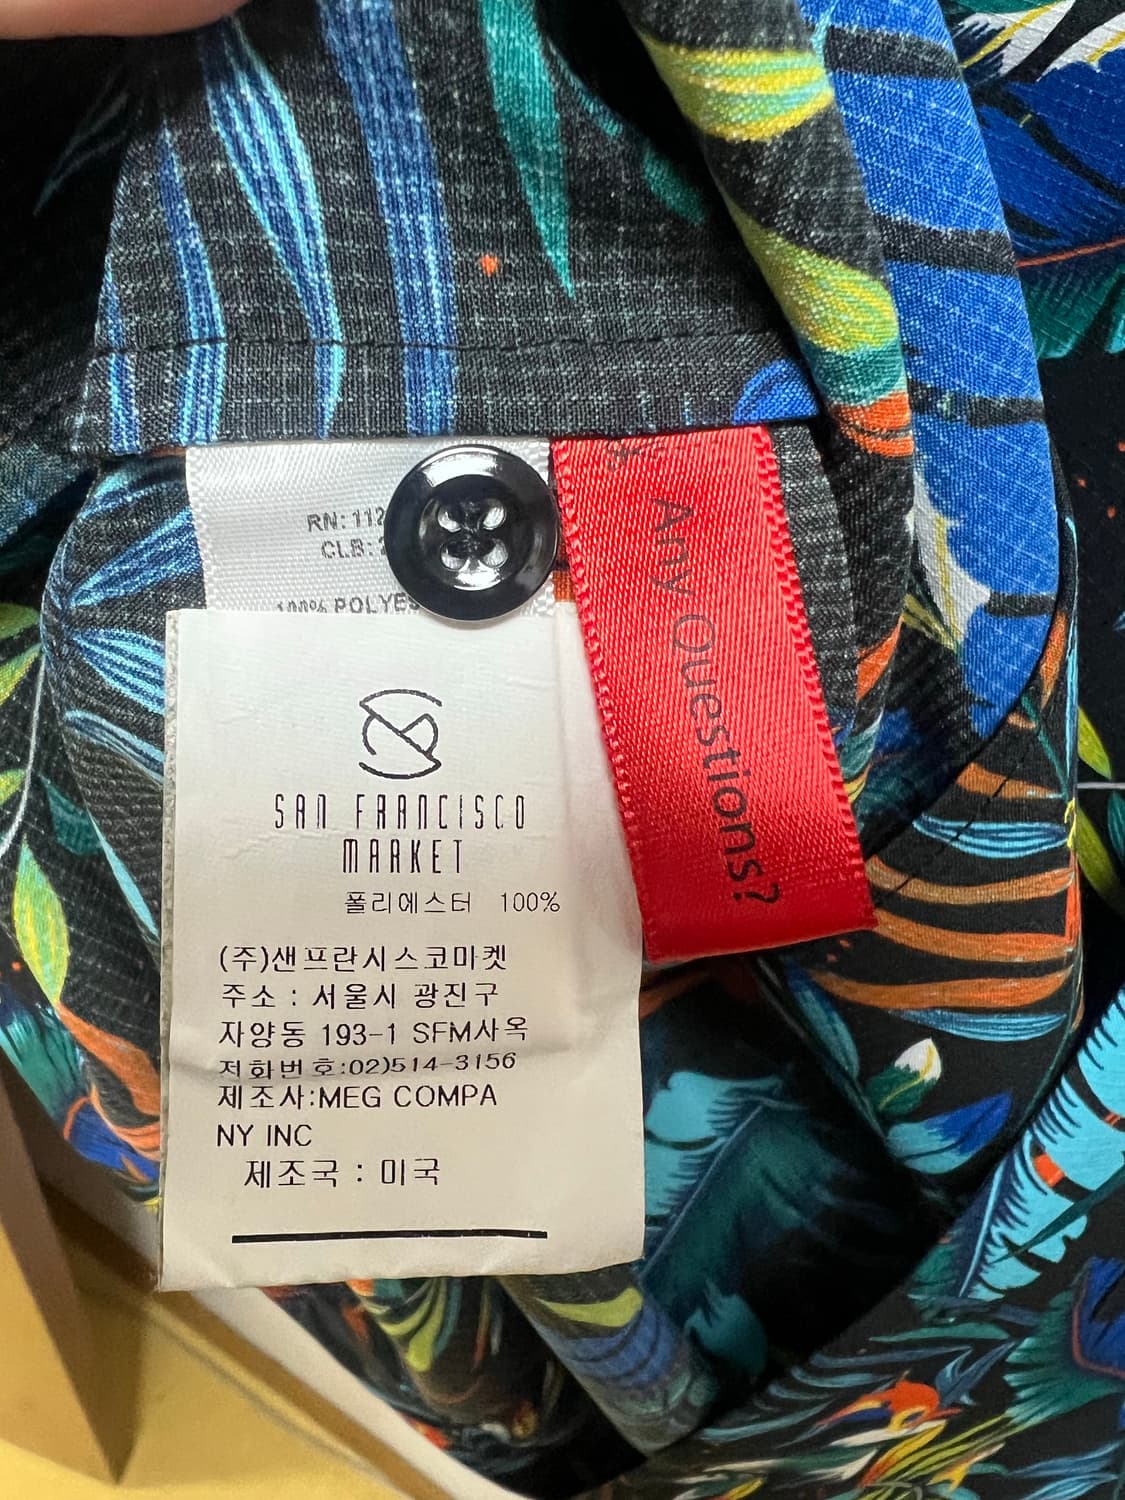 RN: 112
CLB:
100% POLYES
Any Questions?
SAN FRANCISCO
MARKET
폴리에스터 100%
(주)샌프란시스코마켓
주소 : 서울시 광진구
자양동 193-1 SFM사옥
전화번호:02)514-3156
제조사:MEG COMPA
NY INC
제조국 : 미국